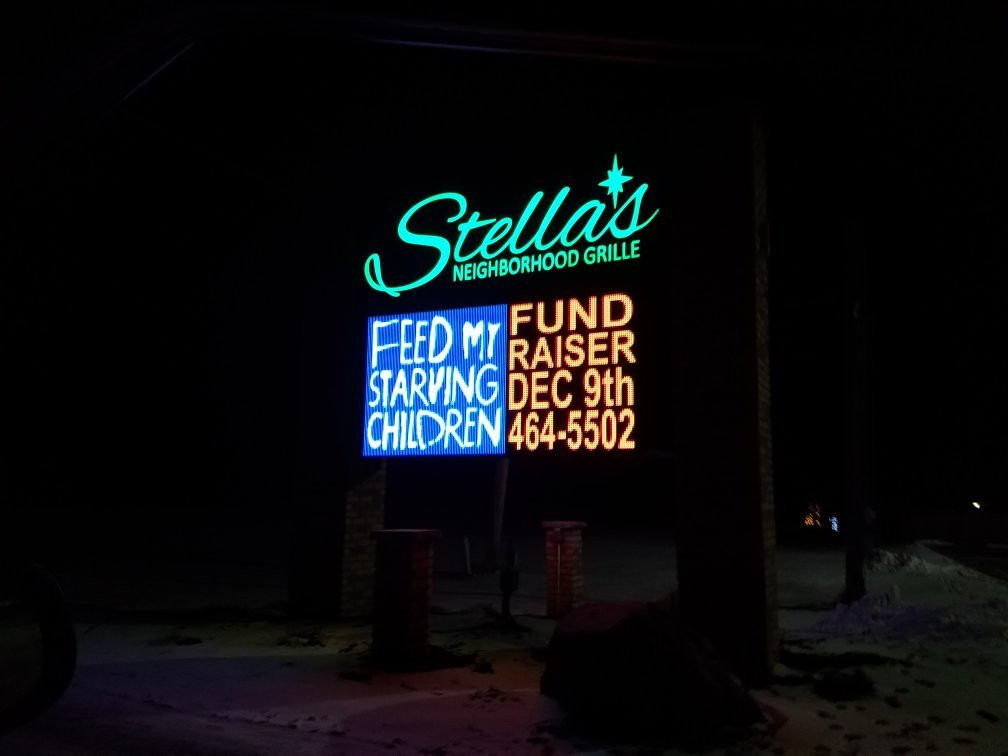 Stella's
NEIGHBORHOOD GRILLE
FEED MY
STARVING
CHILDREN
FUND
RAISER
DEC 9th
464-5502